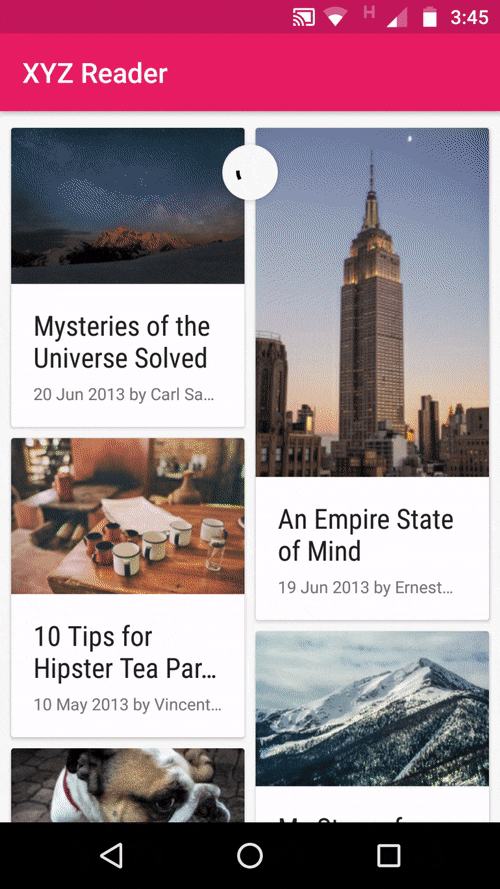 H 3:45
XYZ Reader
Mysteries of the
Universe Solved
20 Jun 2013 by Carl Sa...
An Empire State
of Mind
19 Jun 2013 by Ernest...
10 Tips for
Hipster Tea Par...
10 May 2013 by Vincent...